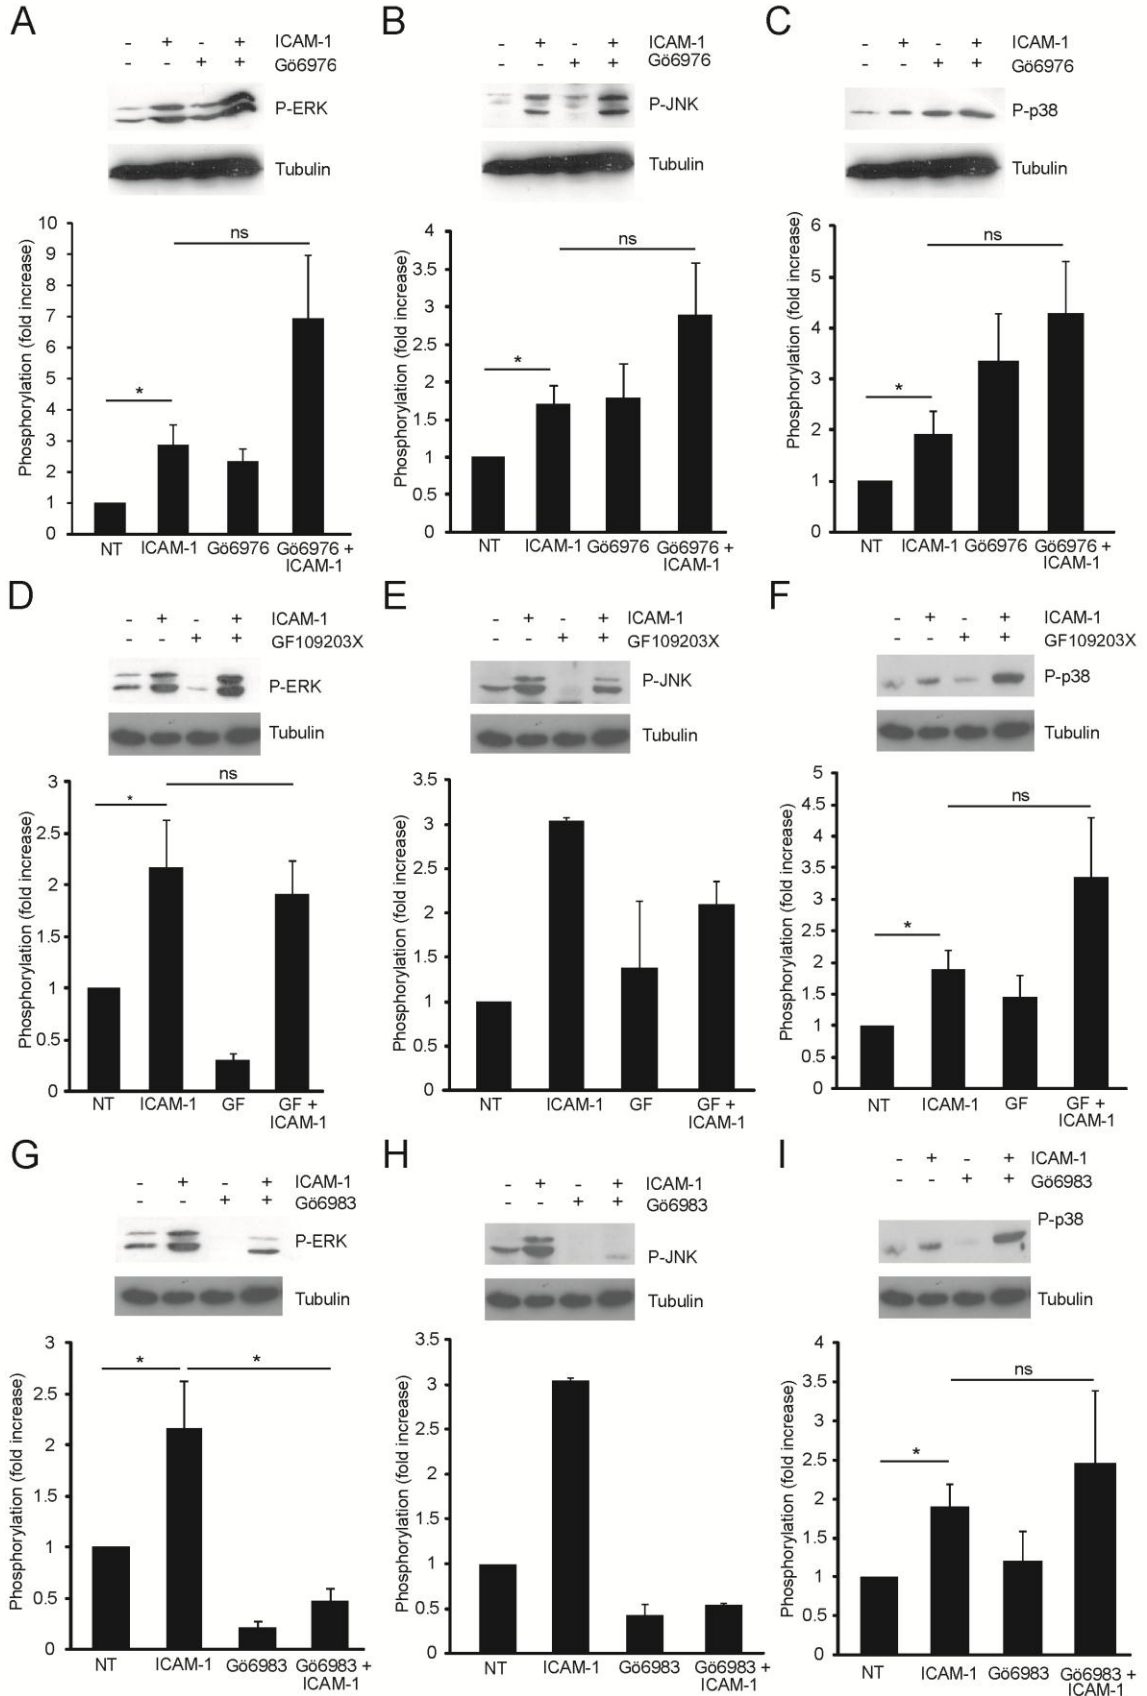 A
- + - + ICAM-1
- - + + Gö6976
P-ERK
Tubulin
Phosphorylation (fold increase)
10
9
8
7
6
5
4
3
2
1
0
*
ns
NT ICAM-1 Gö6976 Gö6976 +
ICAM-1
B
- + - + ICAM-1
- - + + Gö6976
P-JNK
Tubulin
Phosphorylation (fold increase)
4
3.5
3
2.5
2
1.5
1
0.5
0
*
ns
NT ICAM-1 Gö6976 Gö6976 +
ICAM-1
C
- + - + ICAM-1
- - + + Gö6976
P-p38
Tubulin
Phosphorylation (fold increase)
6
5
4
3
2
1
0
*
ns
NT ICAM-1 Gö6976 Gö6976 +
ICAM-1
D
- + - + ICAM-1
- - + + GF109203X
P-ERK
Tubulin
Phosphorylation (fold increase)
3
2.5
2
1.5
1
0.5
0
*
ns
NT ICAM-1 GF GF +
ICAM-1
E
- + - + ICAM-1
- - + + GF109203X
P-JNK
Tubulin
Phosphorylation (fold increase)
3.5
3
2
1.5
1
0.5
0
NT ICAM-1 GF GF +
ICAM-1
F
- + - + ICAM-1
- - + + GF109203X
P-p38
Tubulin
Phosphorylation (fold increase)
5
4.5
4
3.5
3
2.5
2
1.5
1
0.5
0
*
ns
NT ICAM-1 GF GF +
ICAM-1
G
- + - + ICAM-1
- - + + Gö6983
P-ERK
Tubulin
Phosphorylation (fold increase)
3
2.5
2
1.5
1
0.5
0
*
*
NT ICAM-1 Gö6983 Gö6983 +
ICAM-1
H
- + - + ICAM-1
- - + + Gö6983
P-JNK
Tubulin
Phosphorylation (fold increase)
3.5
3
2.5
2
1.5
1
0.5
0
NT ICAM-1 Gö6983 Gö6983 +
ICAM-1
I
- + - + ICAM-1
- - + + Gö6983
P-p38
Tubulin
Phosphorylation (fold increase)
4
3.5
3
2.5
2
1.5
1
0.5
0
*
ns
NT ICAM-1 Gö6983 Gö6983 +
ICAM-1